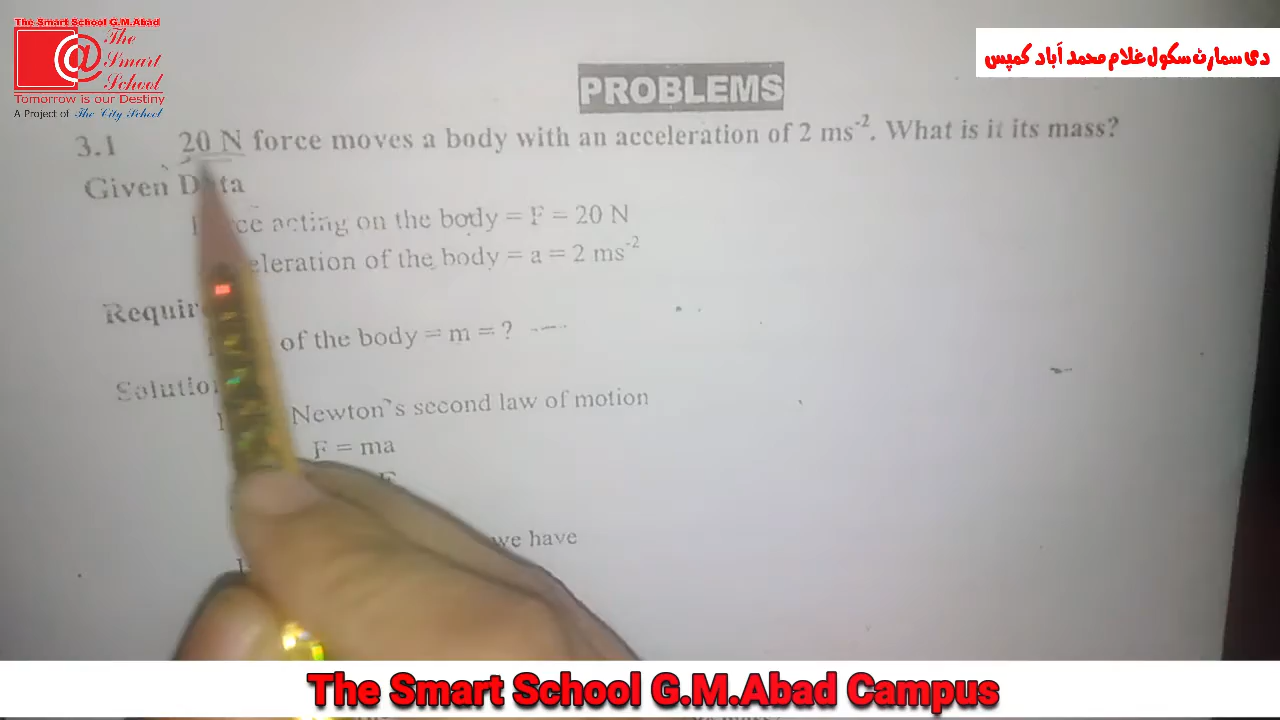 The Smart School G.M.Abad
The
Smart
School
Tomorrow is our Destiny
A Project of The City School
دی سمارٹ سکول غلام محمد آباد کیمپس
PROBLEMS
3.1 20 N force moves a body with an acceleration of 2 ms⁻². What is it its mass?
Given Data
acting on the body = F = 20 N
of the body = a = 2 ms⁻²
of the body = m = ?
Newton's second law of motion
F = ma
F
we have
The Smart School G.M.Abad Campus